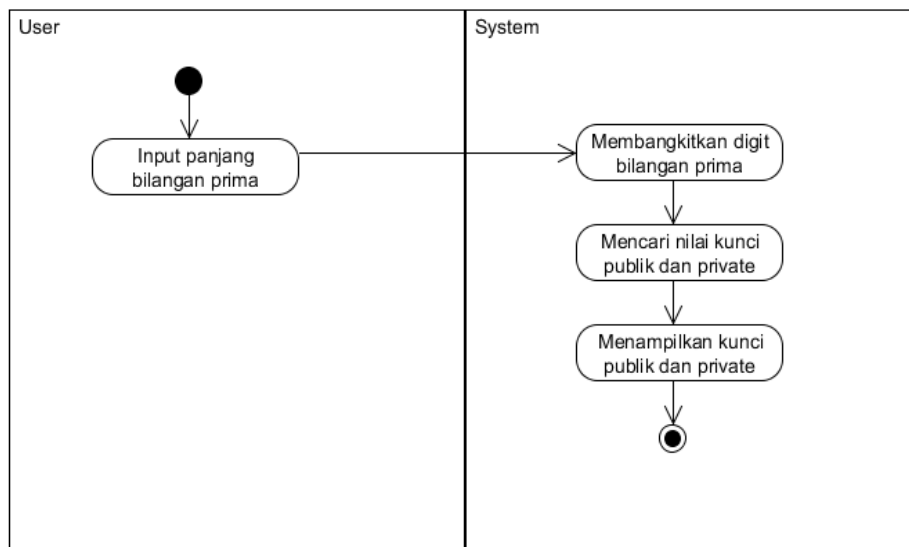 User
System
Input panjang
bilangan prima
Membangkitkan digit
bilangan prima
Mencari nilai kunci
publik dan private
Menampilkan kunci
publik dan private